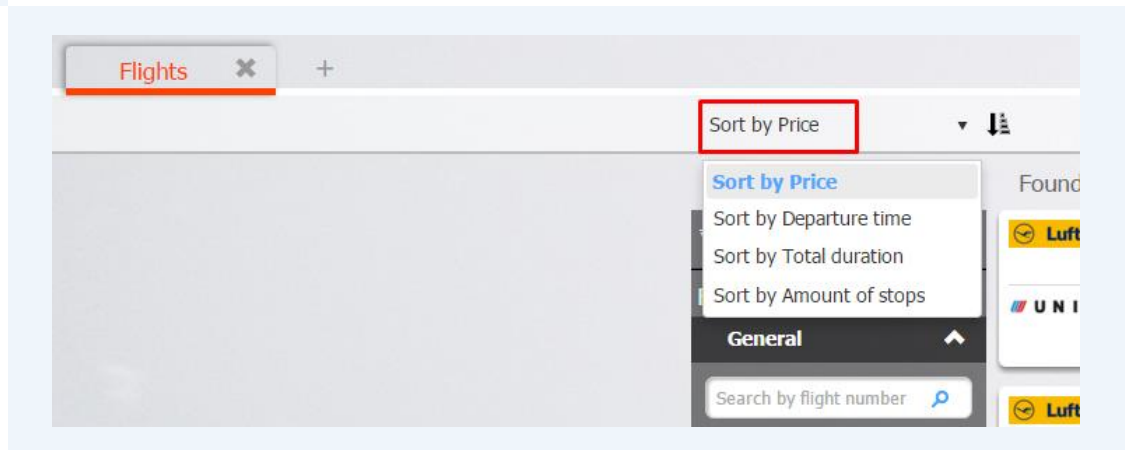 Flights
+
Sort by Price
Sort by Price
Found
Sort by Departure time
Sort by Total duration
Sort by Amount of stops
General
Search by flight number